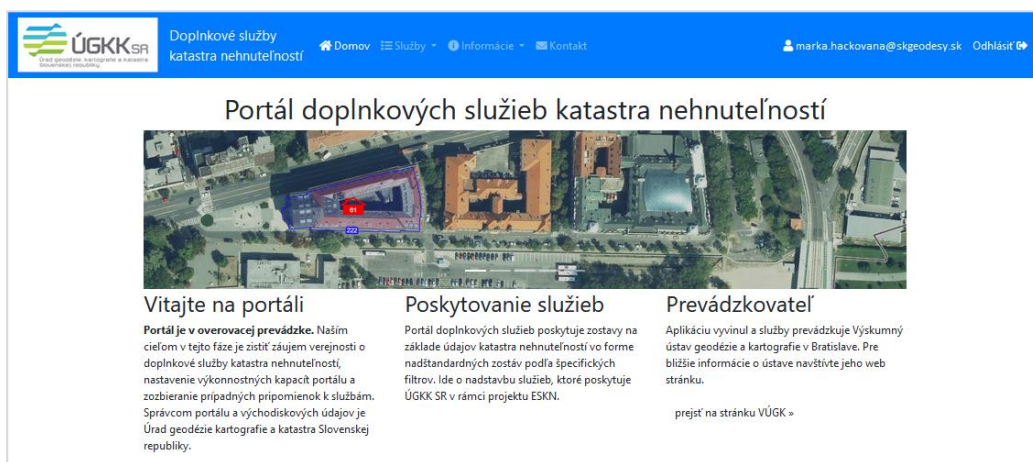 ÚGKK SR
Úrad geodézie, kartografie a katastra
Slovenskej republiky
Doplnkové služby
katastra nehnuteľností
Domov
Služby
Informácie
Kontakt
marka.hackovana@skgeodesy.sk
Odhlásiť
Portál doplnkových služieb katastra nehnuteľností
61
222
Vitajte na portáli
Portál je v overovacej prevádzke. Naším
cieľom v tejto fáze je zistiť záujem verejnosti o
doplnkové služby katastra nehnuteľností,
nastavenie výkonnostných kapacít portálu a
zozbieranie prípadných pripomienok k službám.
Správcom portálu a východiskových údajov je
Úrad geodézie kartografie a katastra Slovenskej
republiky.
Poskytovanie služieb
Portál doplnkových služieb poskytuje zostavy na
základe údajov katastra nehnuteľností vo forme
nadštandardných zostáv podľa špecifických
filtrov. Ide o nadstavbu služieb, ktoré poskytuje
ÚGKK SR v rámci projektu ESKN.
Prevádzkovateľ
Aplikáciu vyvinul a služby prevádzkuje Výskumný
ústav geodézie a kartografie v Bratislave. Pre
bližšie informácie o ústave navštívte jeho web
stránku.
prejsť na stránku VÚGK »